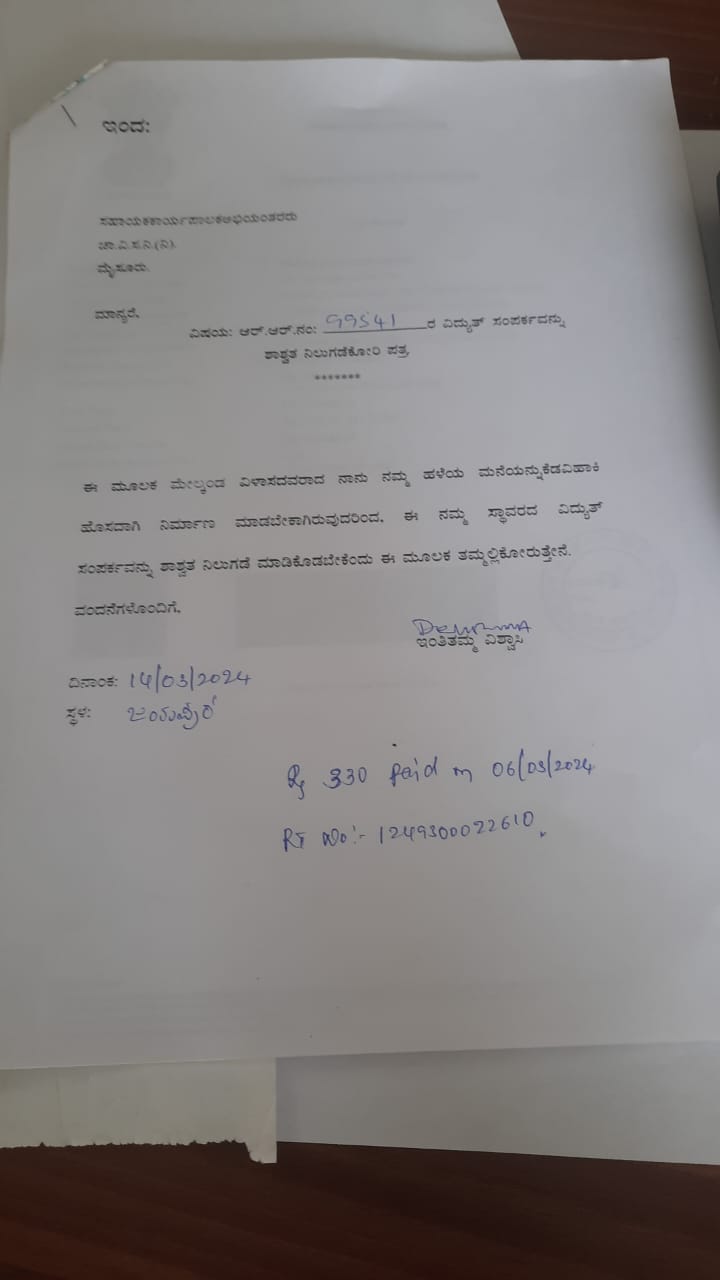 ಇಂದ:
ಸಹಾಯಕಕಾರ್ಯಪಾಲಕಅಭಿಯಂತರರು
ಚಾ.ವಿ.ಸ.ನಿ.(ನಿ).
ಮೈಸೂರು.
ಮಾನ್ಯರೆ,
ವಿಷಯ: ಆರ್.ಆರ್.ನಂ: 99541 ರ ವಿದ್ಯುತ್ ಸಂಪರ್ಕವನ್ನು
ಶಾಶ್ವತ ನಿಲುಗಡೆಕೋರಿ ಪತ್ರ
*******
ಈ ಮೂಲಕ ಮೇಲ್ಕಂಡ ವಿಳಾಸದವರಾದ ನಾನು ನಮ್ಮ ಹಳೆಯ ಮನೆಯನ್ನುಕೆಡವಿಹಾಕಿ
ಹೊಸದಾಗಿ ನಿರ್ಮಾಣ ಮಾಡಬೇಕಾಗಿರುವುದರಿಂದ, ಈ ನಮ್ಮ ಸ್ಥಾವರದ ವಿದ್ಯುತ್
ಸಂಪರ್ಕವನ್ನು ಶಾಶ್ವತ ನಿಲುಗಡೆ ಮಾಡಿಕೊಡಬೇಕೆಂದು ಈ ಮೂಲಕ ತಮ್ಮಲ್ಲಿಕೋರುತ್ತೇನೆ.
ವಂದನೆಗಳೊಂದಿಗೆ,
ಇಂತಿತಮ್ಮ ವಿಶ್ವಾಸಿ
ದಿನಾಂಕ: 14/03/2024
ಸ್ಥಳ:
Rs 330 paid on 06/03/2024
RT No:- 1249300022610